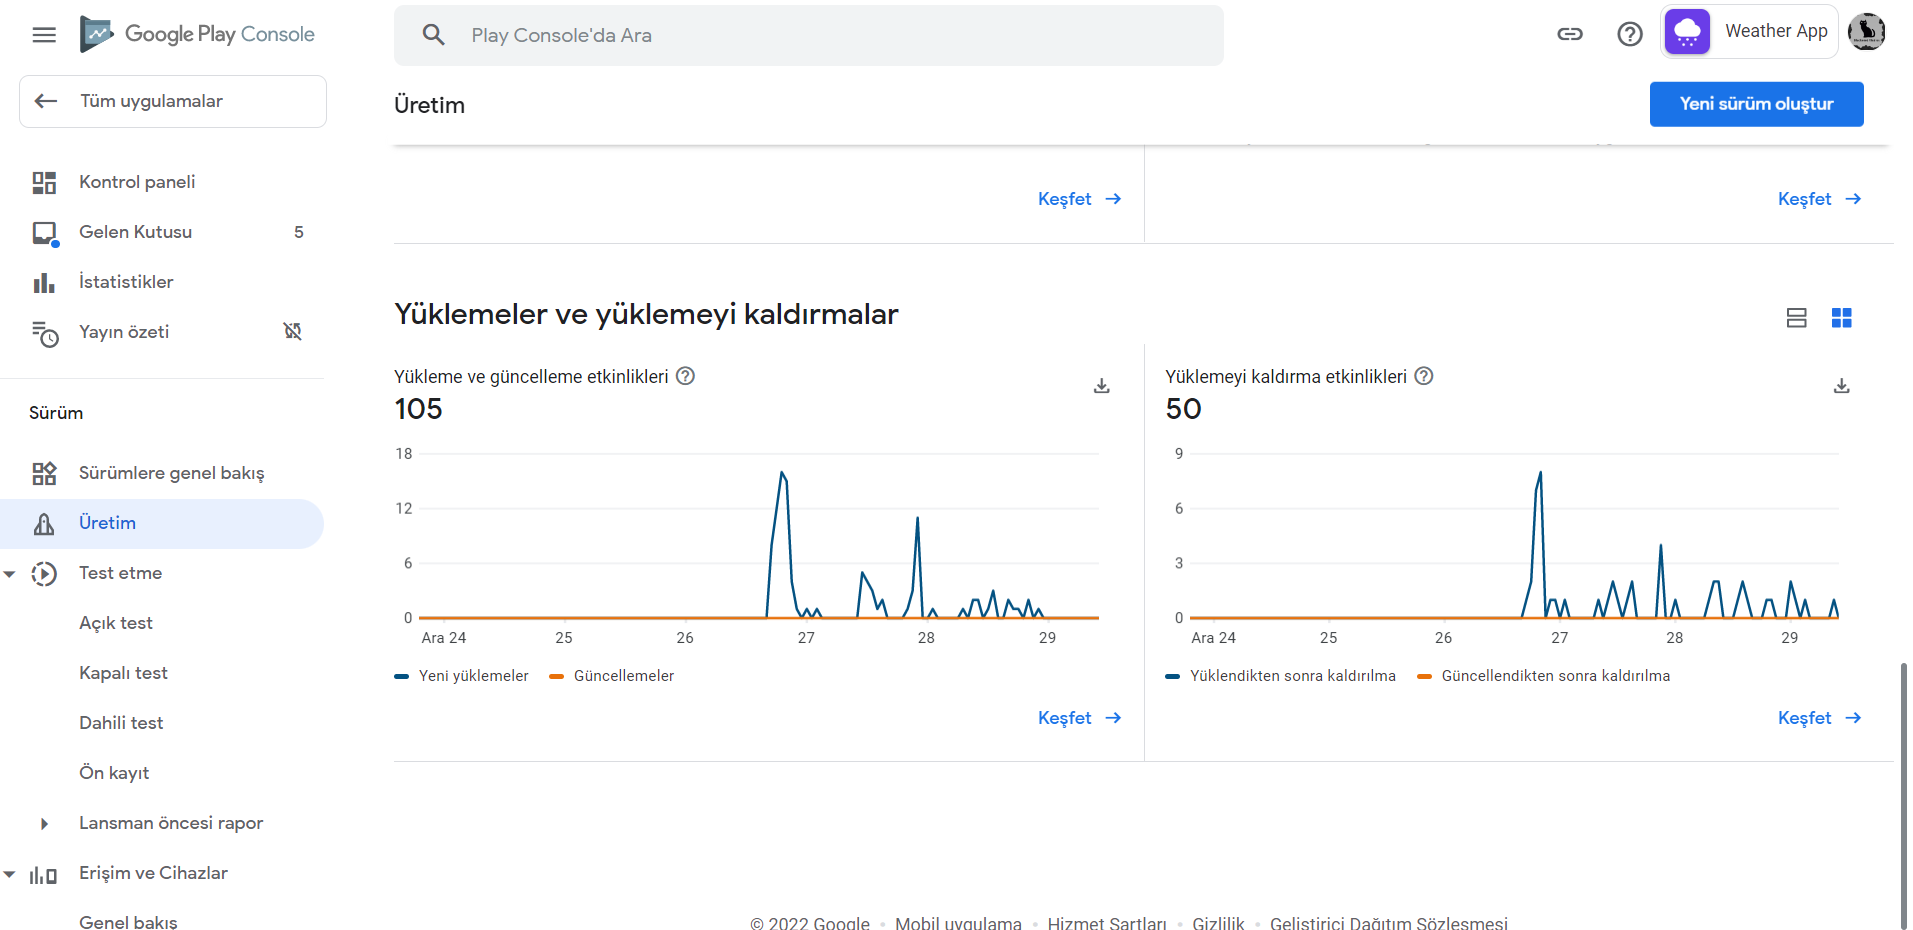 Google Play Console
Play Console'da Ara
Weather App
Tüm uygulamalar
Üretim
Yeni sürüm oluştur
Kontrol paneli
Gelen Kutusu 5
İstatistikler
Yayın özeti
Sürüm
Sürümlere genel bakış
Üretim
Test etme
Açık test
Kapalı test
Dahili test
Ön kayıt
Lansman öncesi rapor
Erişim ve Cihazlar
Genel bakış
Keşfet
Keşfet
Yüklemeler ve yüklemeyi kaldırmalar
Yükleme ve güncelleme etkinlikleri
105
18
12
6
0
Ara 24 25 26 27 28 29
Yeni yüklemeler Güncellemeler
Keşfet
Yüklemeyi kaldırma etkinlikleri
50
9
6
3
0
Ara 24 25 26 27 28 29
Yüklendikten sonra kaldırılma Güncellendikten sonra kaldırılma
Keşfet
© 2022 Google • Mobil uygulama • Hizmet Şartları • Gizlilik • Geliştirici Dağıtım Sözleşmesi